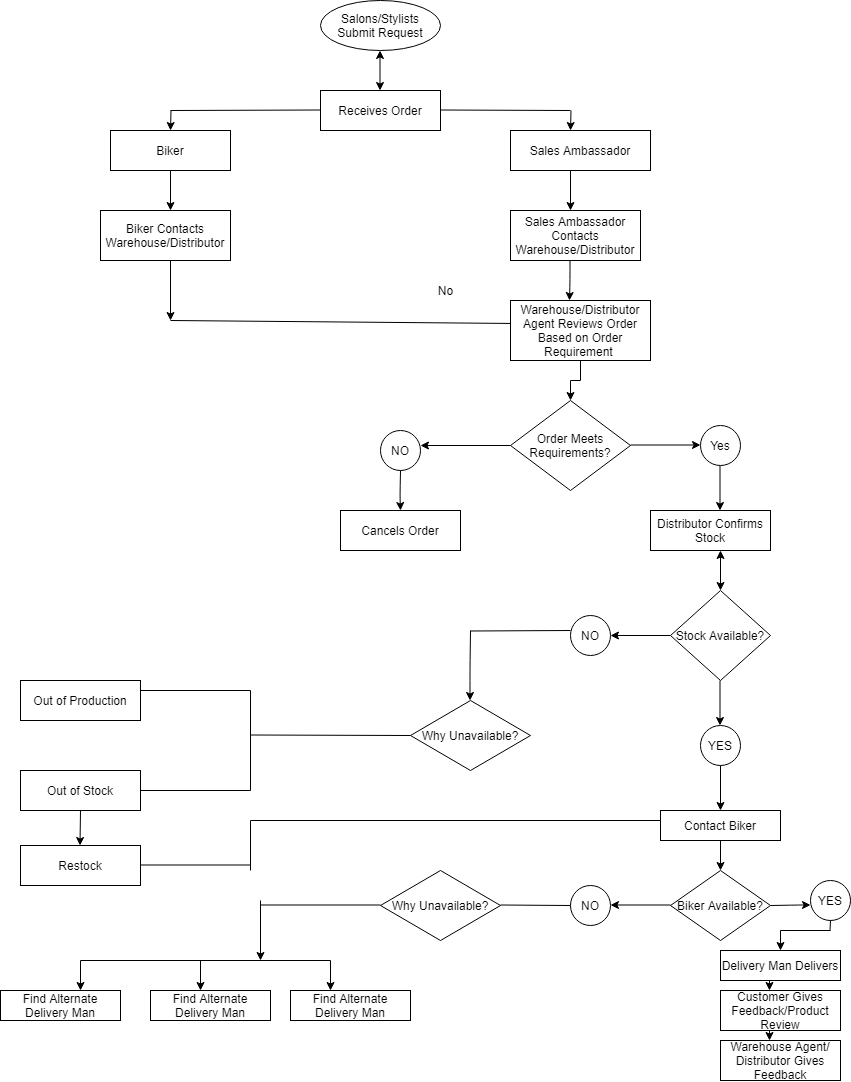 Salons/Stylists
Submit Request
Receives Order
Biker
Sales Ambassador
Biker Contacts
Warehouse/Distributor
Sales Ambassador
Contacts
Warehouse/Distributor
No
Warehouse/Distributor
Agent Reviews Order
Based on Order
Requirement
Order Meets
Requirements?
NO
Yes
Cancels Order
Distributor Confirms
Stock
Stock Available?
NO
Out of Production
Why Unavailable?
YES
Out of Stock
Contact Biker
Restock
Why Unavailable?
NO
Biker Available?
YES
Delivery Man Delivers
Find Alternate
Delivery Man
Find Alternate
Delivery Man
Find Alternate
Delivery Man
Customer Gives
Feedback/Product
Review
Warehouse Agent/
Distributor Gives
Feedback